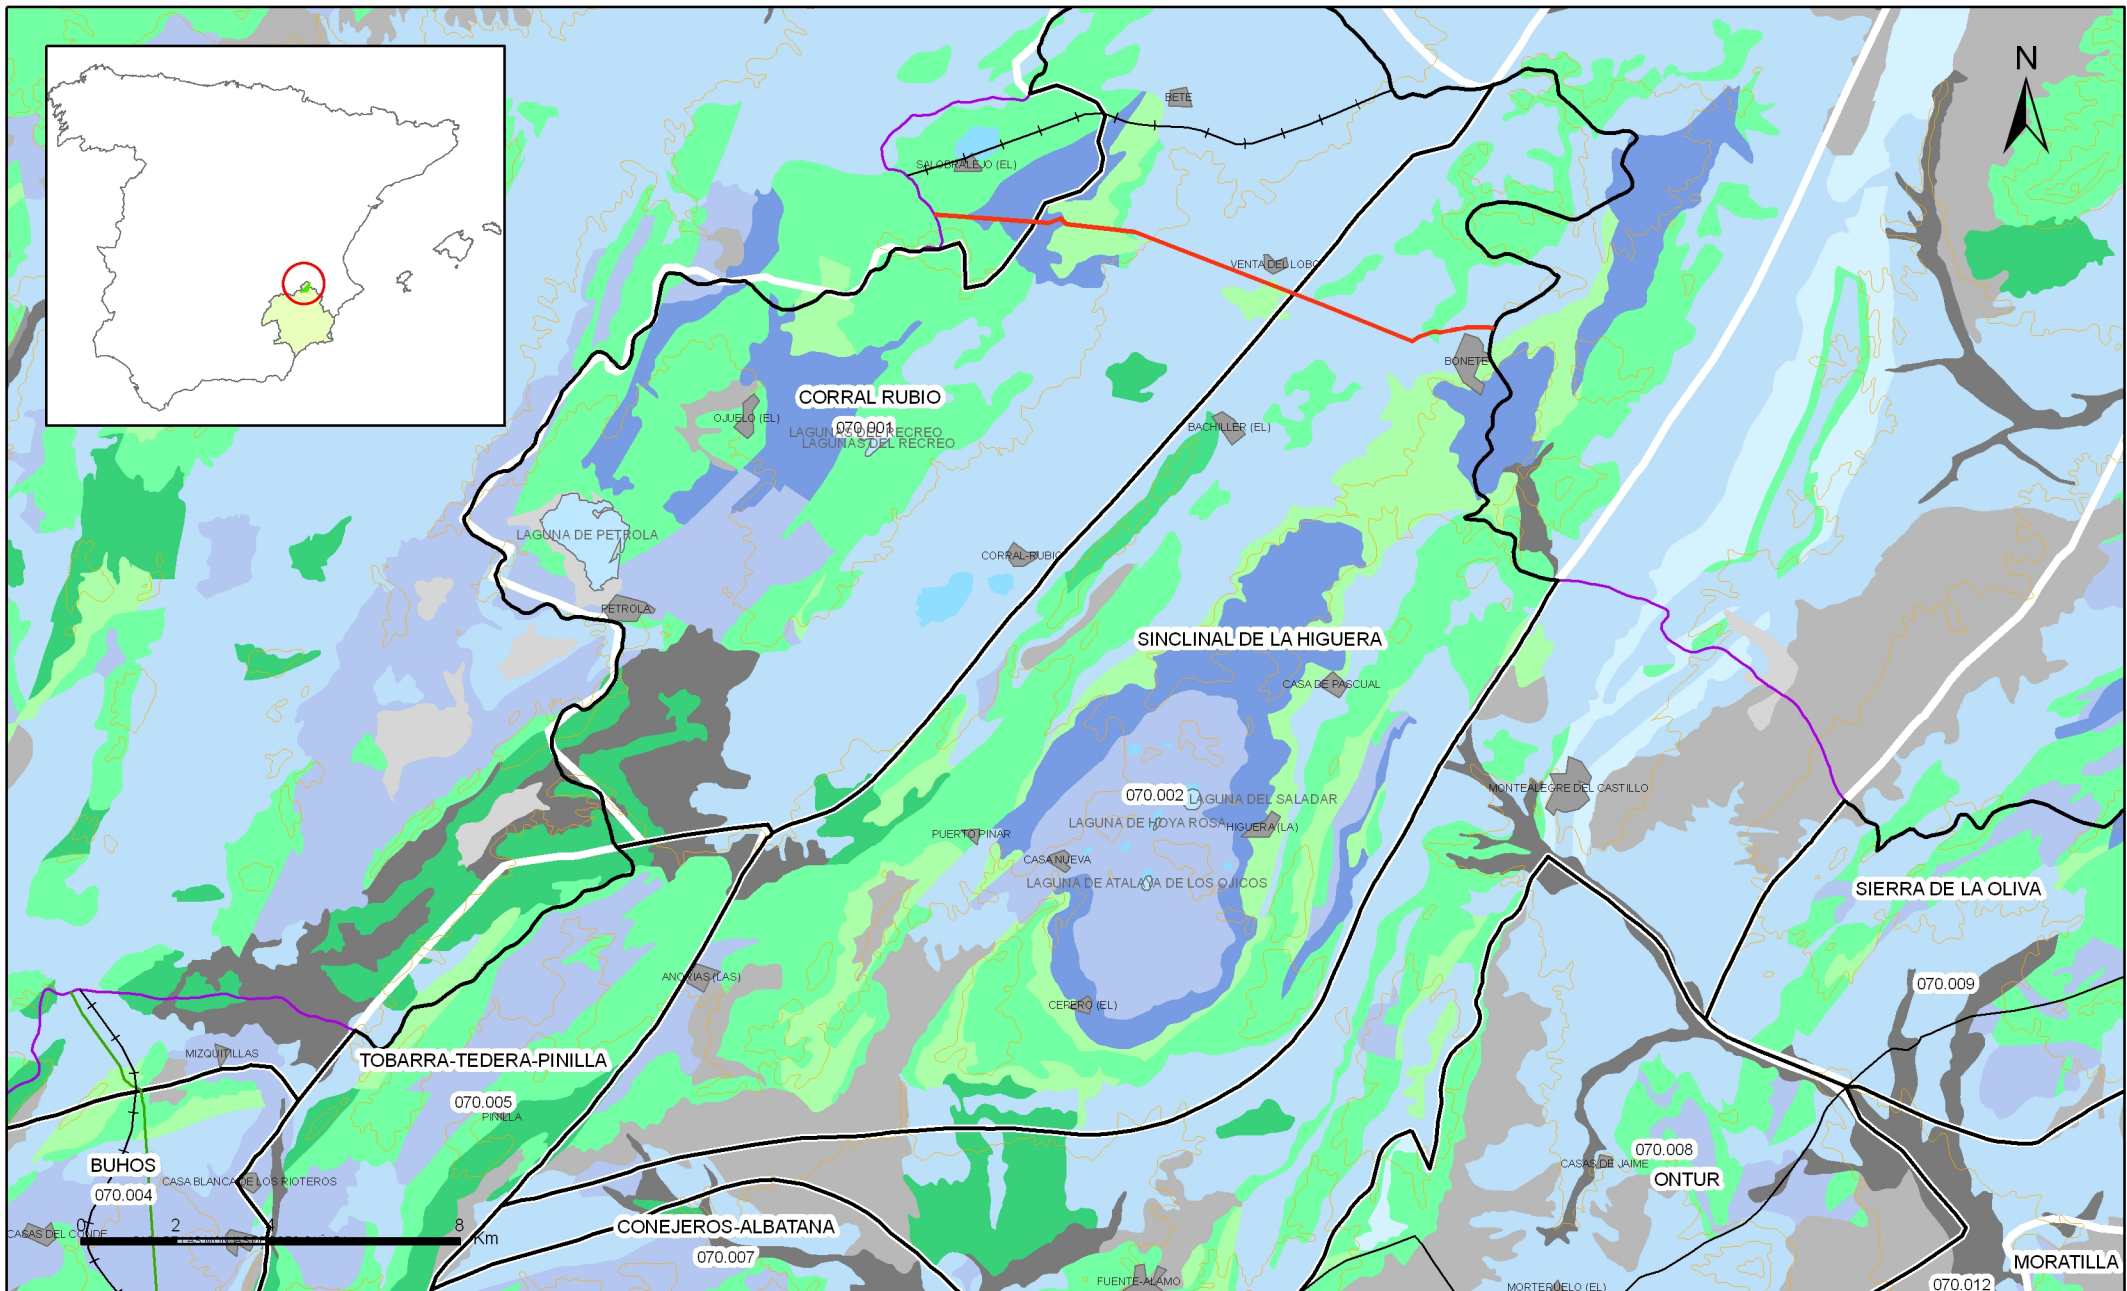 N
BETE
SALOBRALEJO (EL)
VENTA DEL LOBO
BONETE
CORRAL RUBIO
OJUELO (EL)
070.001
LAGUNAS DEL RECREO
LAGUNAS DEL RECREO
BACHILLER (EL)
LAGUNA DE PETROLA
CORRAL-RUBIO
PETROLA
SINCLINAL DE LA HIGUERA
CASA DE PASCUAL
MONTEALEGRE DEL CASTILLO
070.002
LAGUNA DEL SALADAR
LAGUNA DE HOYA ROSA
HIGUERA (LA)
PUERTO PINAR
CASA NUEVA
LAGUNA DE ATALAYA DE LOS OJICOS
SIERRA DE LA OLIVA
ANORIAS (LAS)
070.009
CEPERO (EL)
MIZQUITILLAS
TOBARRA-TEDERA-PINILLA
070.005
PINILLA
070.008
CASAS DE JAIME
ONTUR
BUHOS
CASA BLANCA DE LOS RIOTEROS
070.004
0 2 4 8
Km
CASAS DEL CONDE
CONEJEROS-ALBATANA
070.007
MORATILLA
FUENTE-ALAMO
MORTERUELO (EL)
070.012